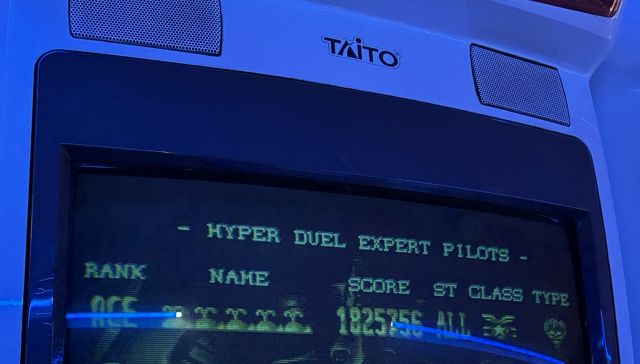 TAITO
- HYPER DUEL EXPERT PILOTS -
RANK NAME SCORE ST CLASS TYPE
ACE 1825756 ALL